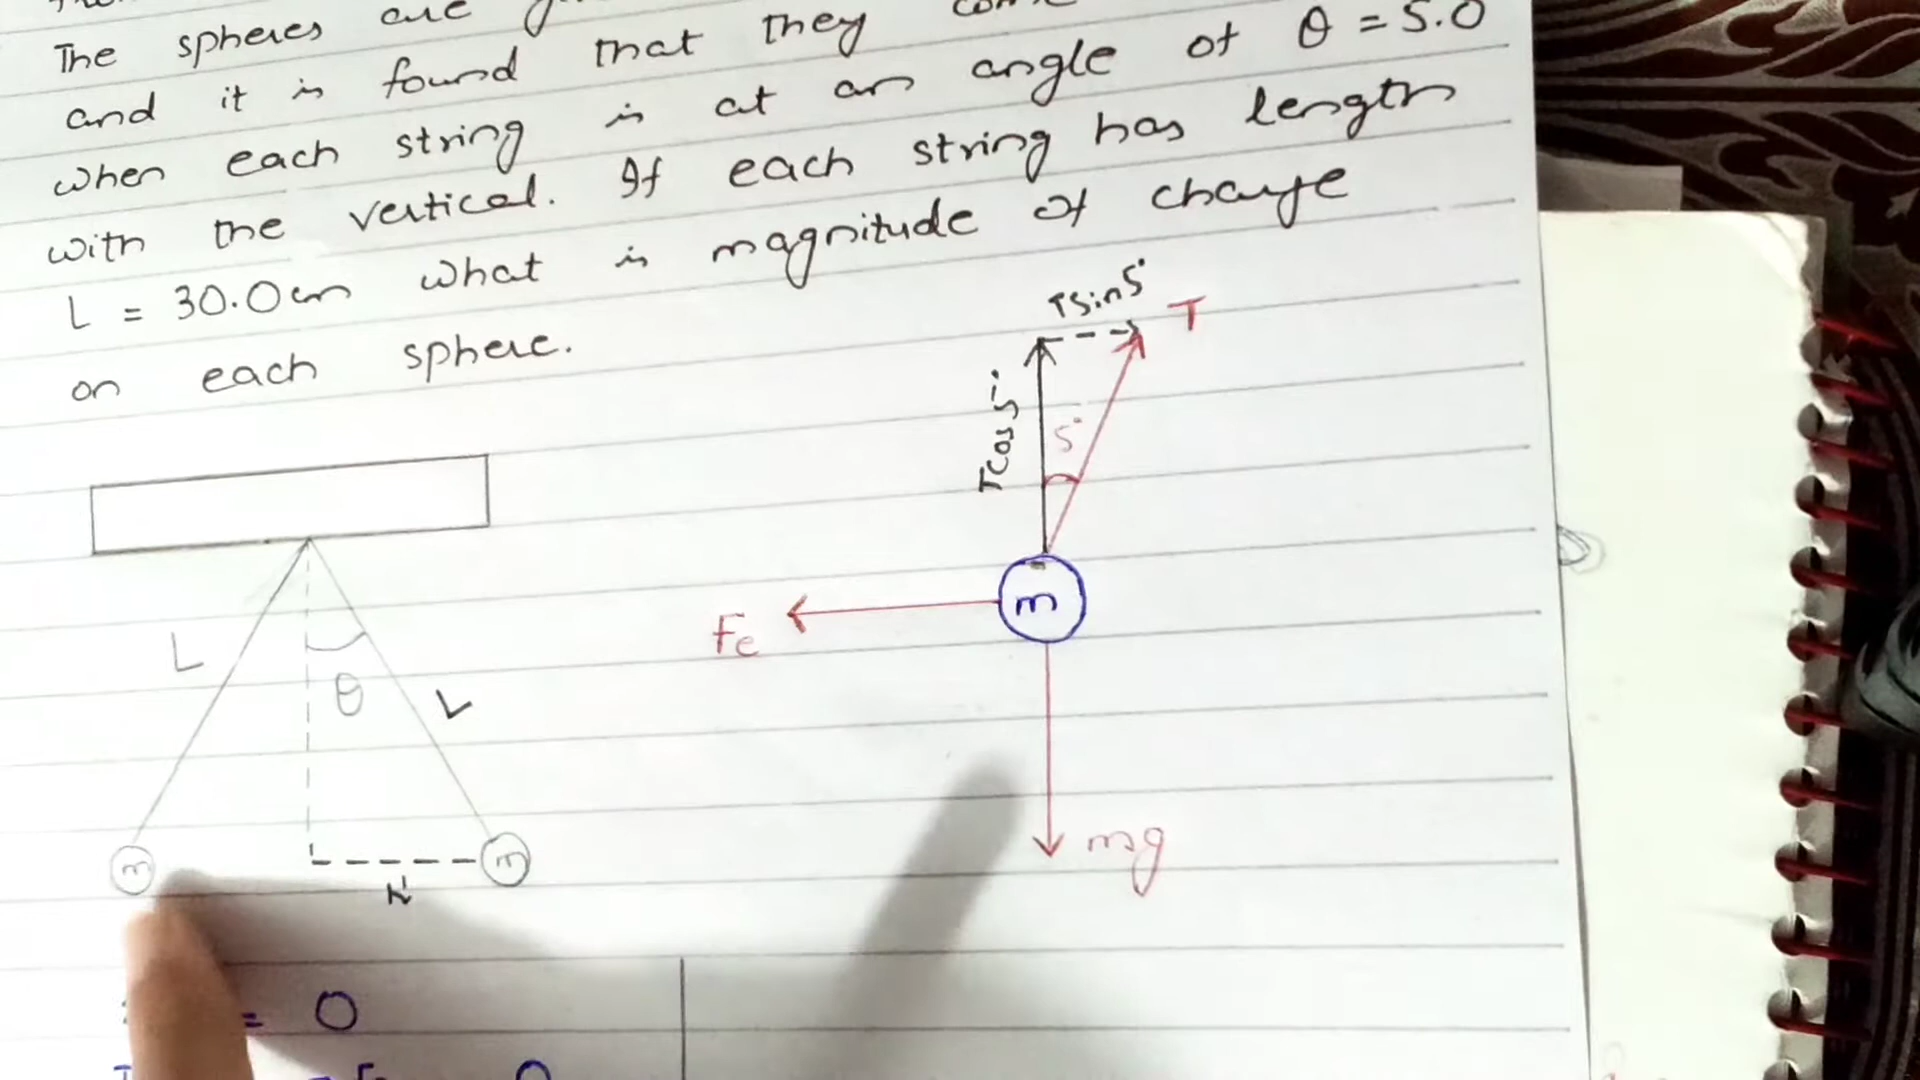 The spheres are
and it is found that they
when each string is at an angle of θ = 5.0
with the vertical. If each string has length
L = 30.0cm what is magnitude of charge
on each sphere.
TSin5°
T
TCos5°
5°
m
Fe
mg
L
θ
L
m
m
= 0
0